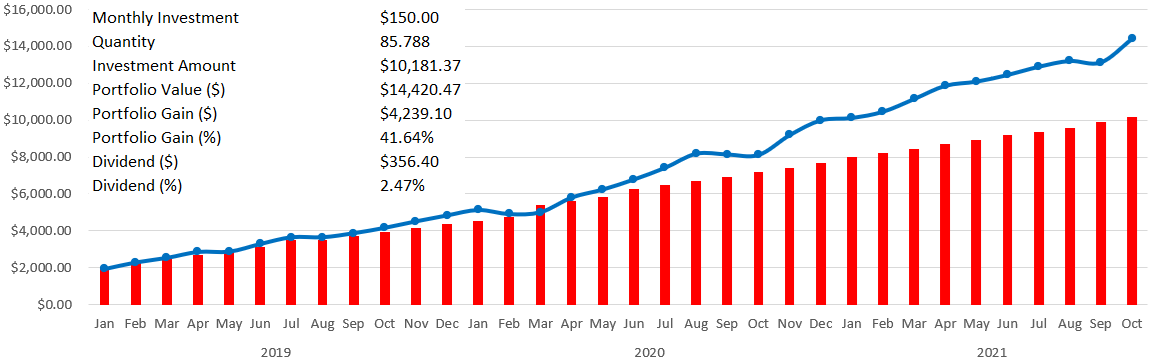 $16,000.00
$14,000.00
$12,000.00
$10,000.00
$8,000.00
$6,000.00
$4,000.00
$2,000.00
$0.00
Monthly Investment $150.00
Quantity 85.788
Investment Amount $10,181.37
Portfolio Value ($) $14,420.47
Portfolio Gain ($) $4,239.10
Portfolio Gain (%) 41.64%
Dividend ($) $356.40
Dividend (%) 2.47%
Jan Feb Mar Apr May Jun Jul Aug Sep Oct Nov Dec Jan Feb Mar Apr May Jun Jul Aug Sep Oct Nov Dec Jan Feb Mar Apr May Jun Jul Aug Sep Oct
2019 2020 2021